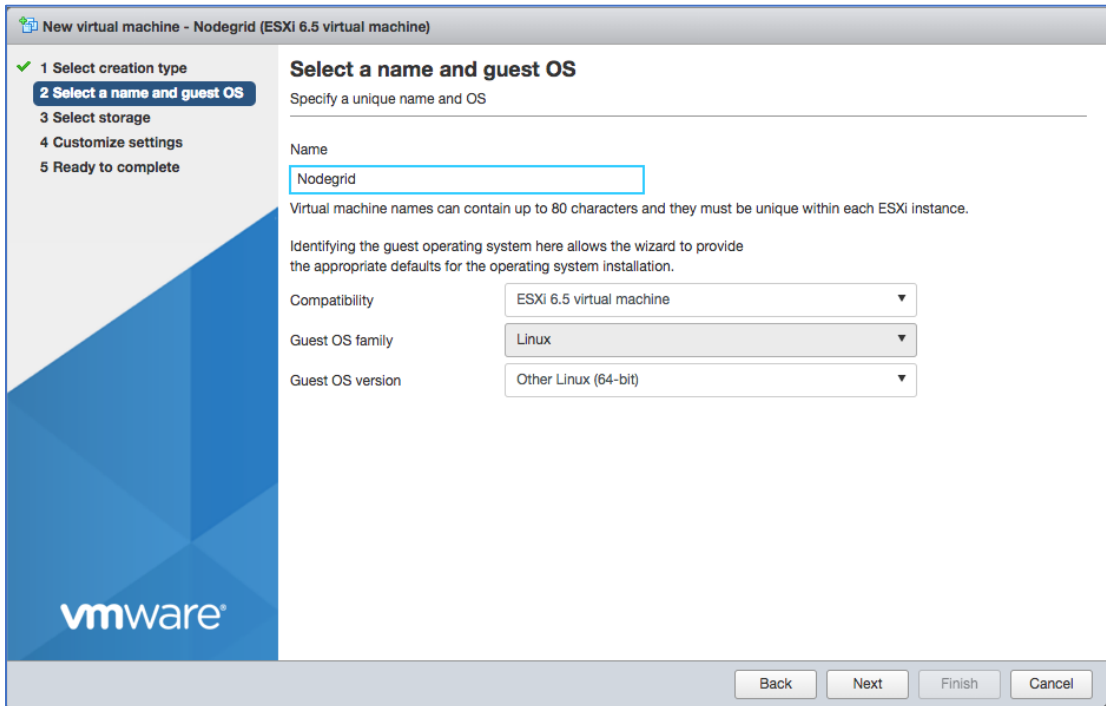 New virtual machine - Nodegrid (ESXi 6.5 virtual machine)
1 Select creation type
2 Select a name and guest OS
3 Select storage
4 Customize settings
5 Ready to complete
Select a name and guest OS
Specify a unique name and OS
Name
Nodegrid
Virtual machine names can contain up to 80 characters and they must be unique within each ESXi instance.
Identifying the guest operating system here allows the wizard to provide
the appropriate defaults for the operating system installation.
Compatibility ESXi 6.5 virtual machine
Guest OS family Linux
Guest OS version Other Linux (64-bit)
vmware®
Back Next Finish Cancel